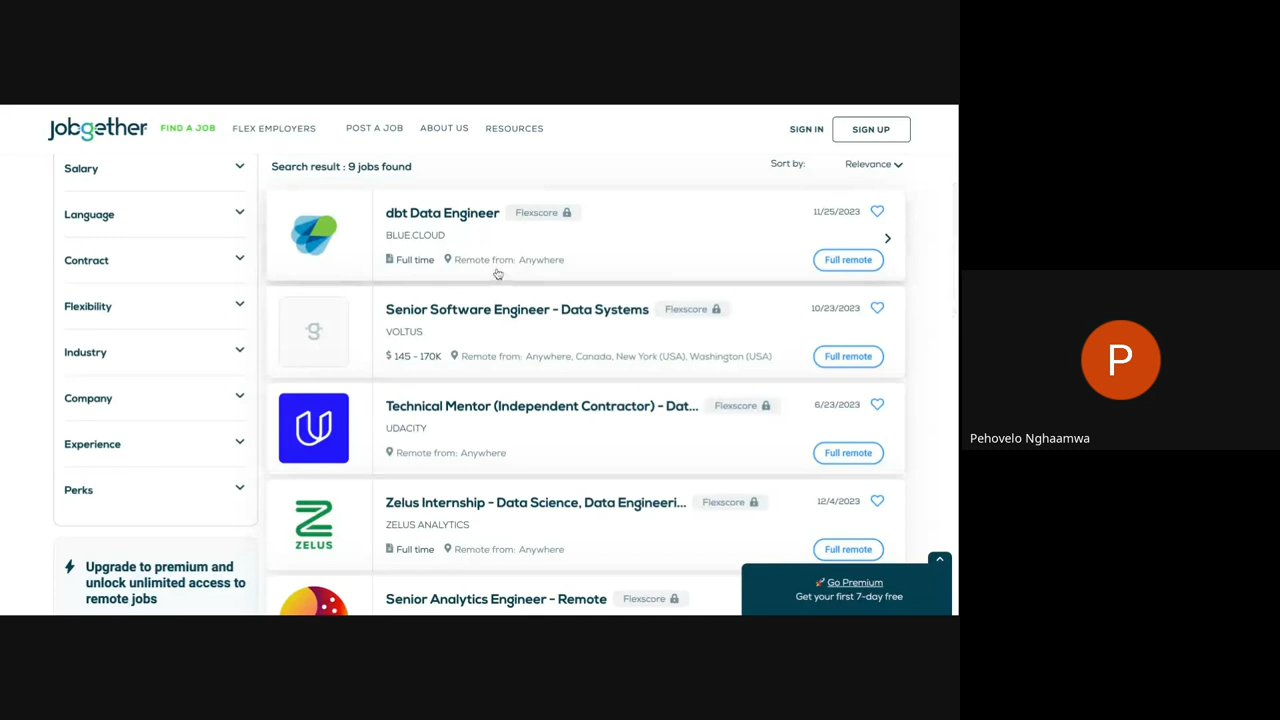 jobgether FIND A JOB FLEX EMPLOYERS POST A JOB ABOUT US RESOURCES SIGN IN SIGN UP
Salary
Language
Contract
Flexibility
Industry
Company
Experience
Perks
Upgrade to premium and
unlock unlimited access to
remote jobs
Search result : 9 jobs found Sort by: Relevance
dbt Data Engineer Flexscore 11/25/2023
BLUE.CLOUD
Full time Remote from: Anywhere Full remote
Senior Software Engineer - Data Systems Flexscore 10/23/2023
VOLTUS
$ 145 - 170K Remote from: Anywhere, Canada, New York (USA), Washington (USA) Full remote
Technical Mentor (Independent Contractor) - Dat... Flexscore 6/23/2023
UDACITY
Remote from: Anywhere Full remote
Zelus Internship - Data Science, Data Engineeri... Flexscore 12/4/2023
ZELUS ANALYTICS
ZELUS
Full time Remote from: Anywhere Full remote
Senior Analytics Engineer - Remote Flexscore
Go Premium
Get your first 7-day free
P
Pehovelo Nghaamwa